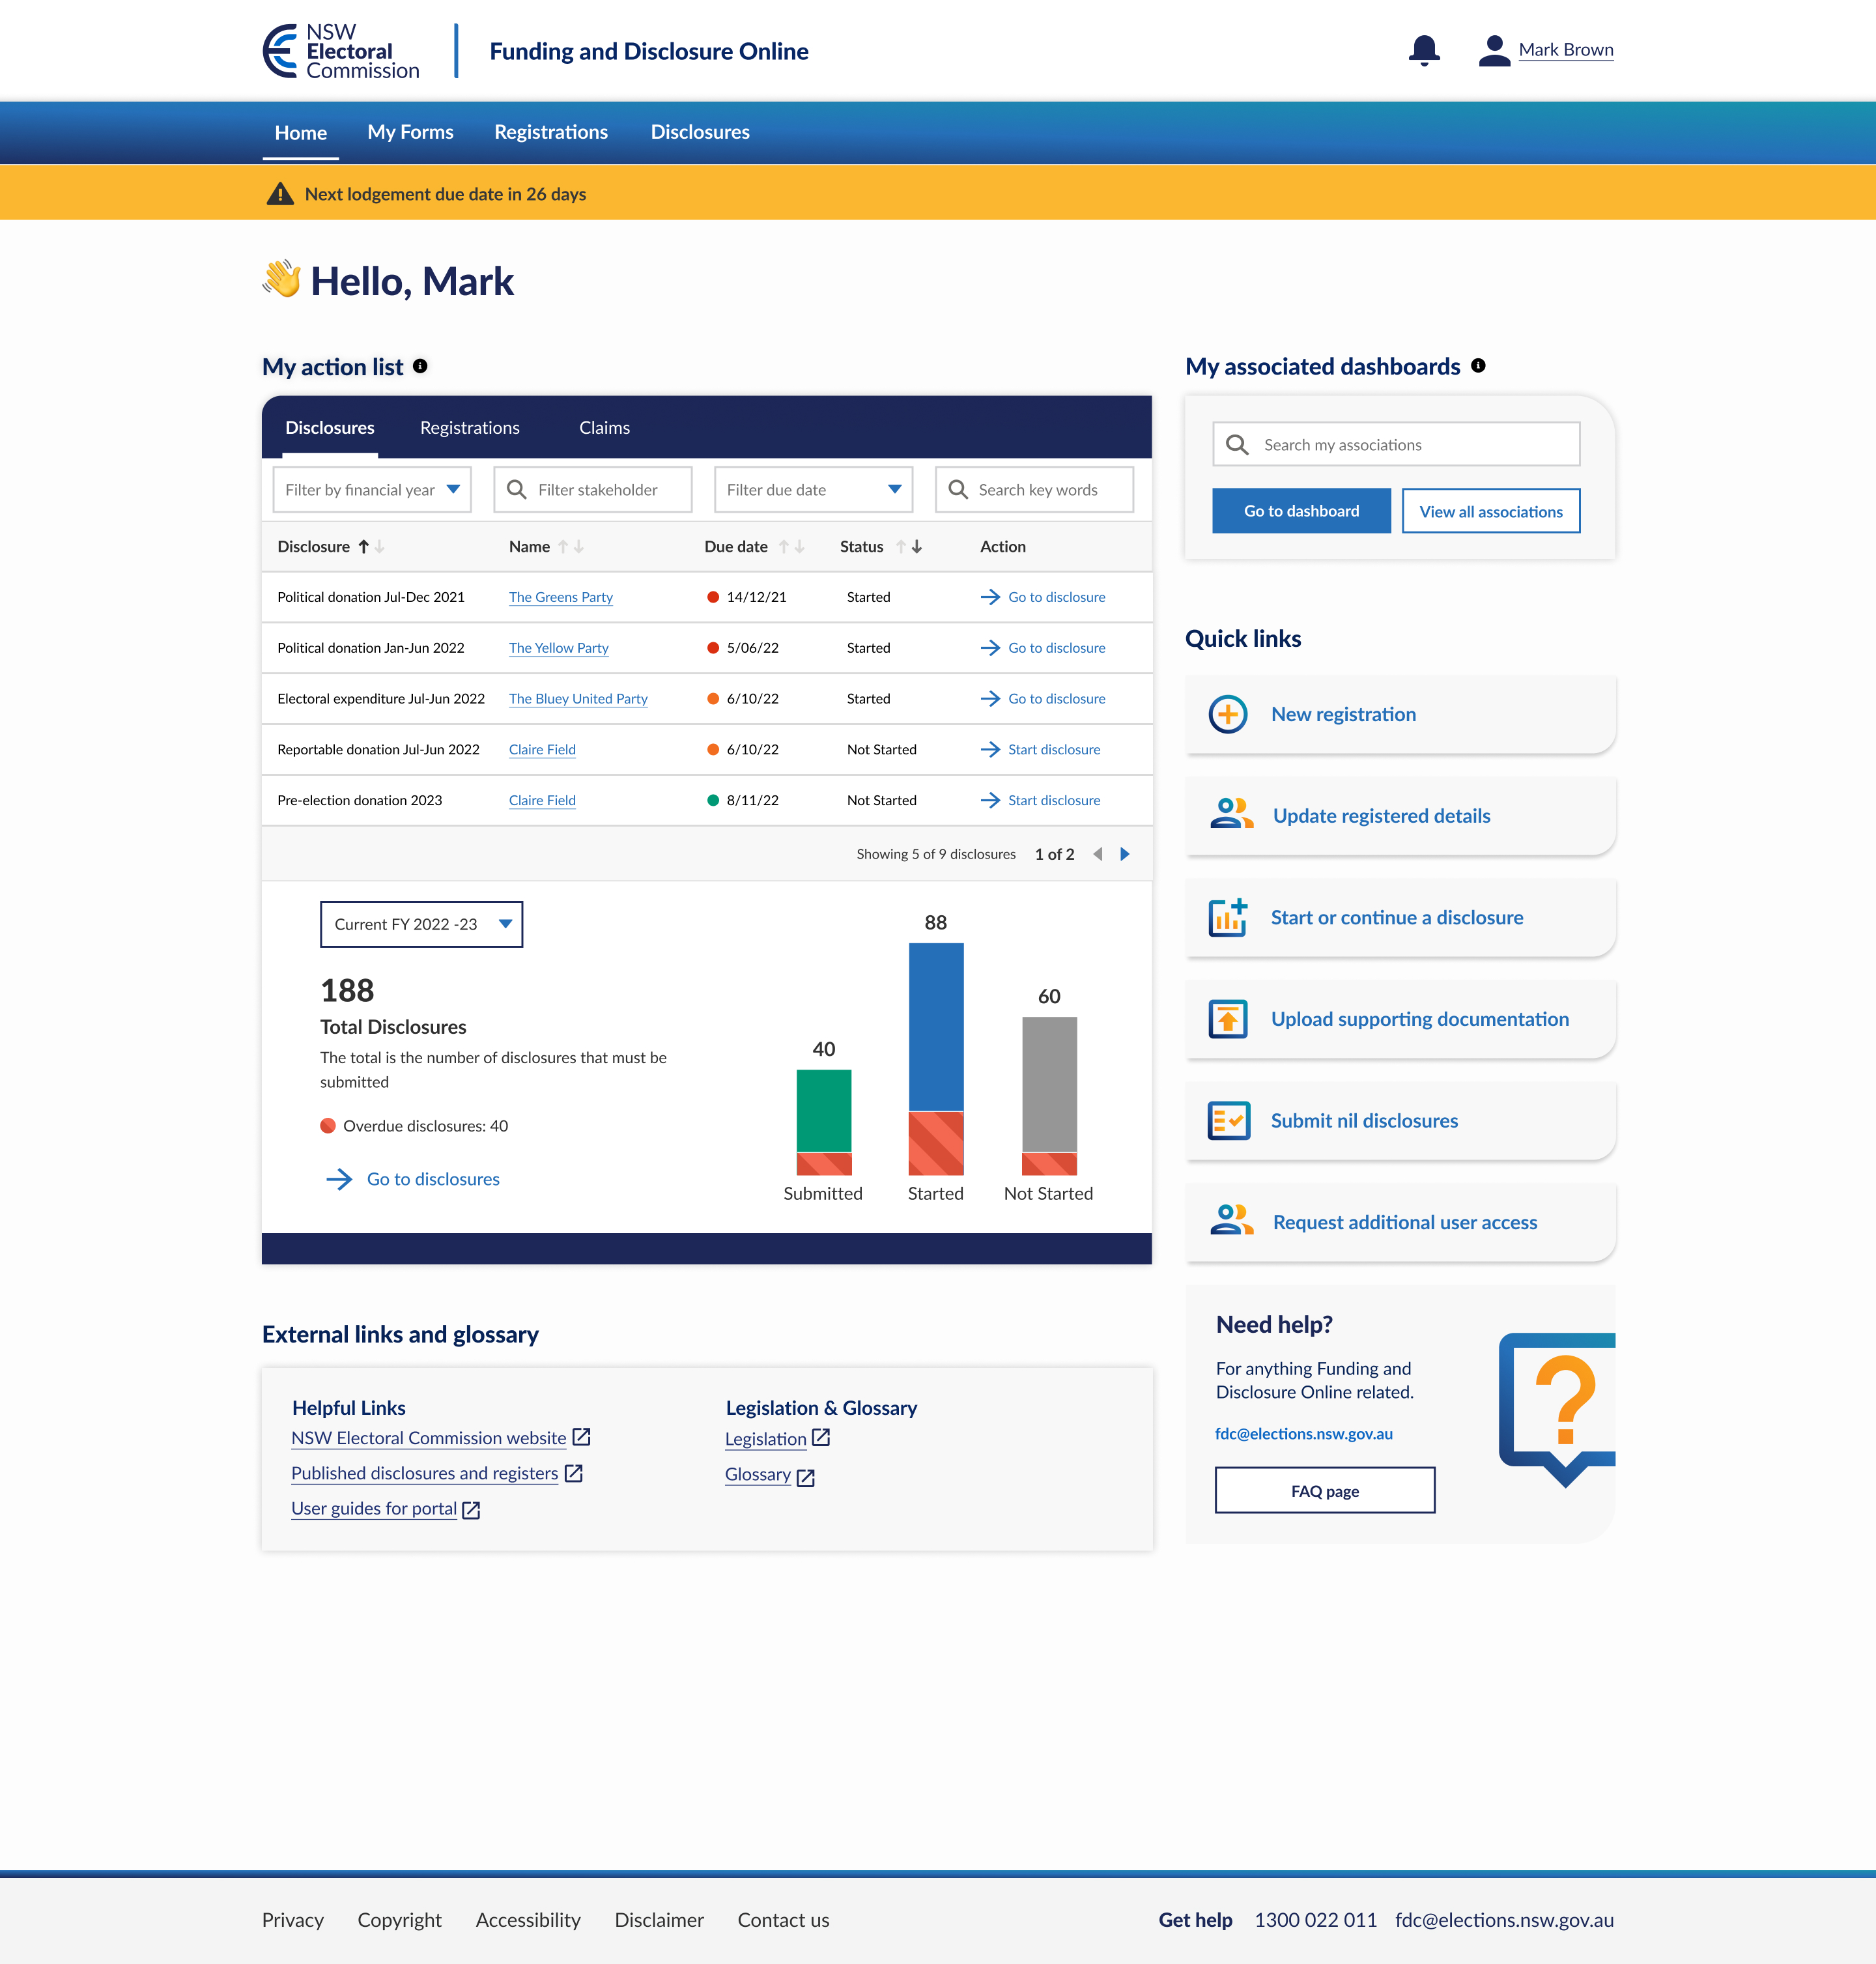 NSW
Electoral
Commission
Funding and Disclosure Online
Mark Brown
Home My Forms Registrations Disclosures
Next lodgement due date in 26 days
Hello, Mark
My action list
Disclosures Registrations Claims
Filter by financial year Filter stakeholder Filter due date Search key words
Disclosure Name Due date Status Action
Political donation Jul-Dec 2021 The Greens Party 14/12/21 Started Go to disclosure
Political donation Jan-Jun 2022 The Yellow Party 5/06/22 Started Go to disclosure
Electoral expenditure Jul-Jun 2022 The Bluey United Party 6/10/22 Started Go to disclosure
Reportable donation Jul-Jun 2022 Claire Field 6/10/22 Not Started Start disclosure
Pre-election donation 2023 Claire Field 8/11/22 Not Started Start disclosure
Showing 5 of 9 disclosures 1 of 2
Current FY 2022 -23
188
Total Disclosures
The total is the number of disclosures that must be
submitted
Overdue disclosures: 40
Go to disclosures
40
88
60
Submitted Started Not Started
My associated dashboards
Search my associations
Go to dashboard View all associations
Quick links
New registration
Update registered details
Start or continue a disclosure
Upload supporting documentation
Submit nil disclosures
Request additional user access
External links and glossary
Helpful Links
NSW Electoral Commission website
Published disclosures and registers
User guides for portal
Legislation & Glossary
Legislation
Glossary
Need help?
For anything Funding and
Disclosure Online related.
fdc@elections.nsw.gov.au
FAQ page
Privacy Copyright Accessibility Disclaimer Contact us
Get help 1300 022 011 fdc@elections.nsw.gov.au